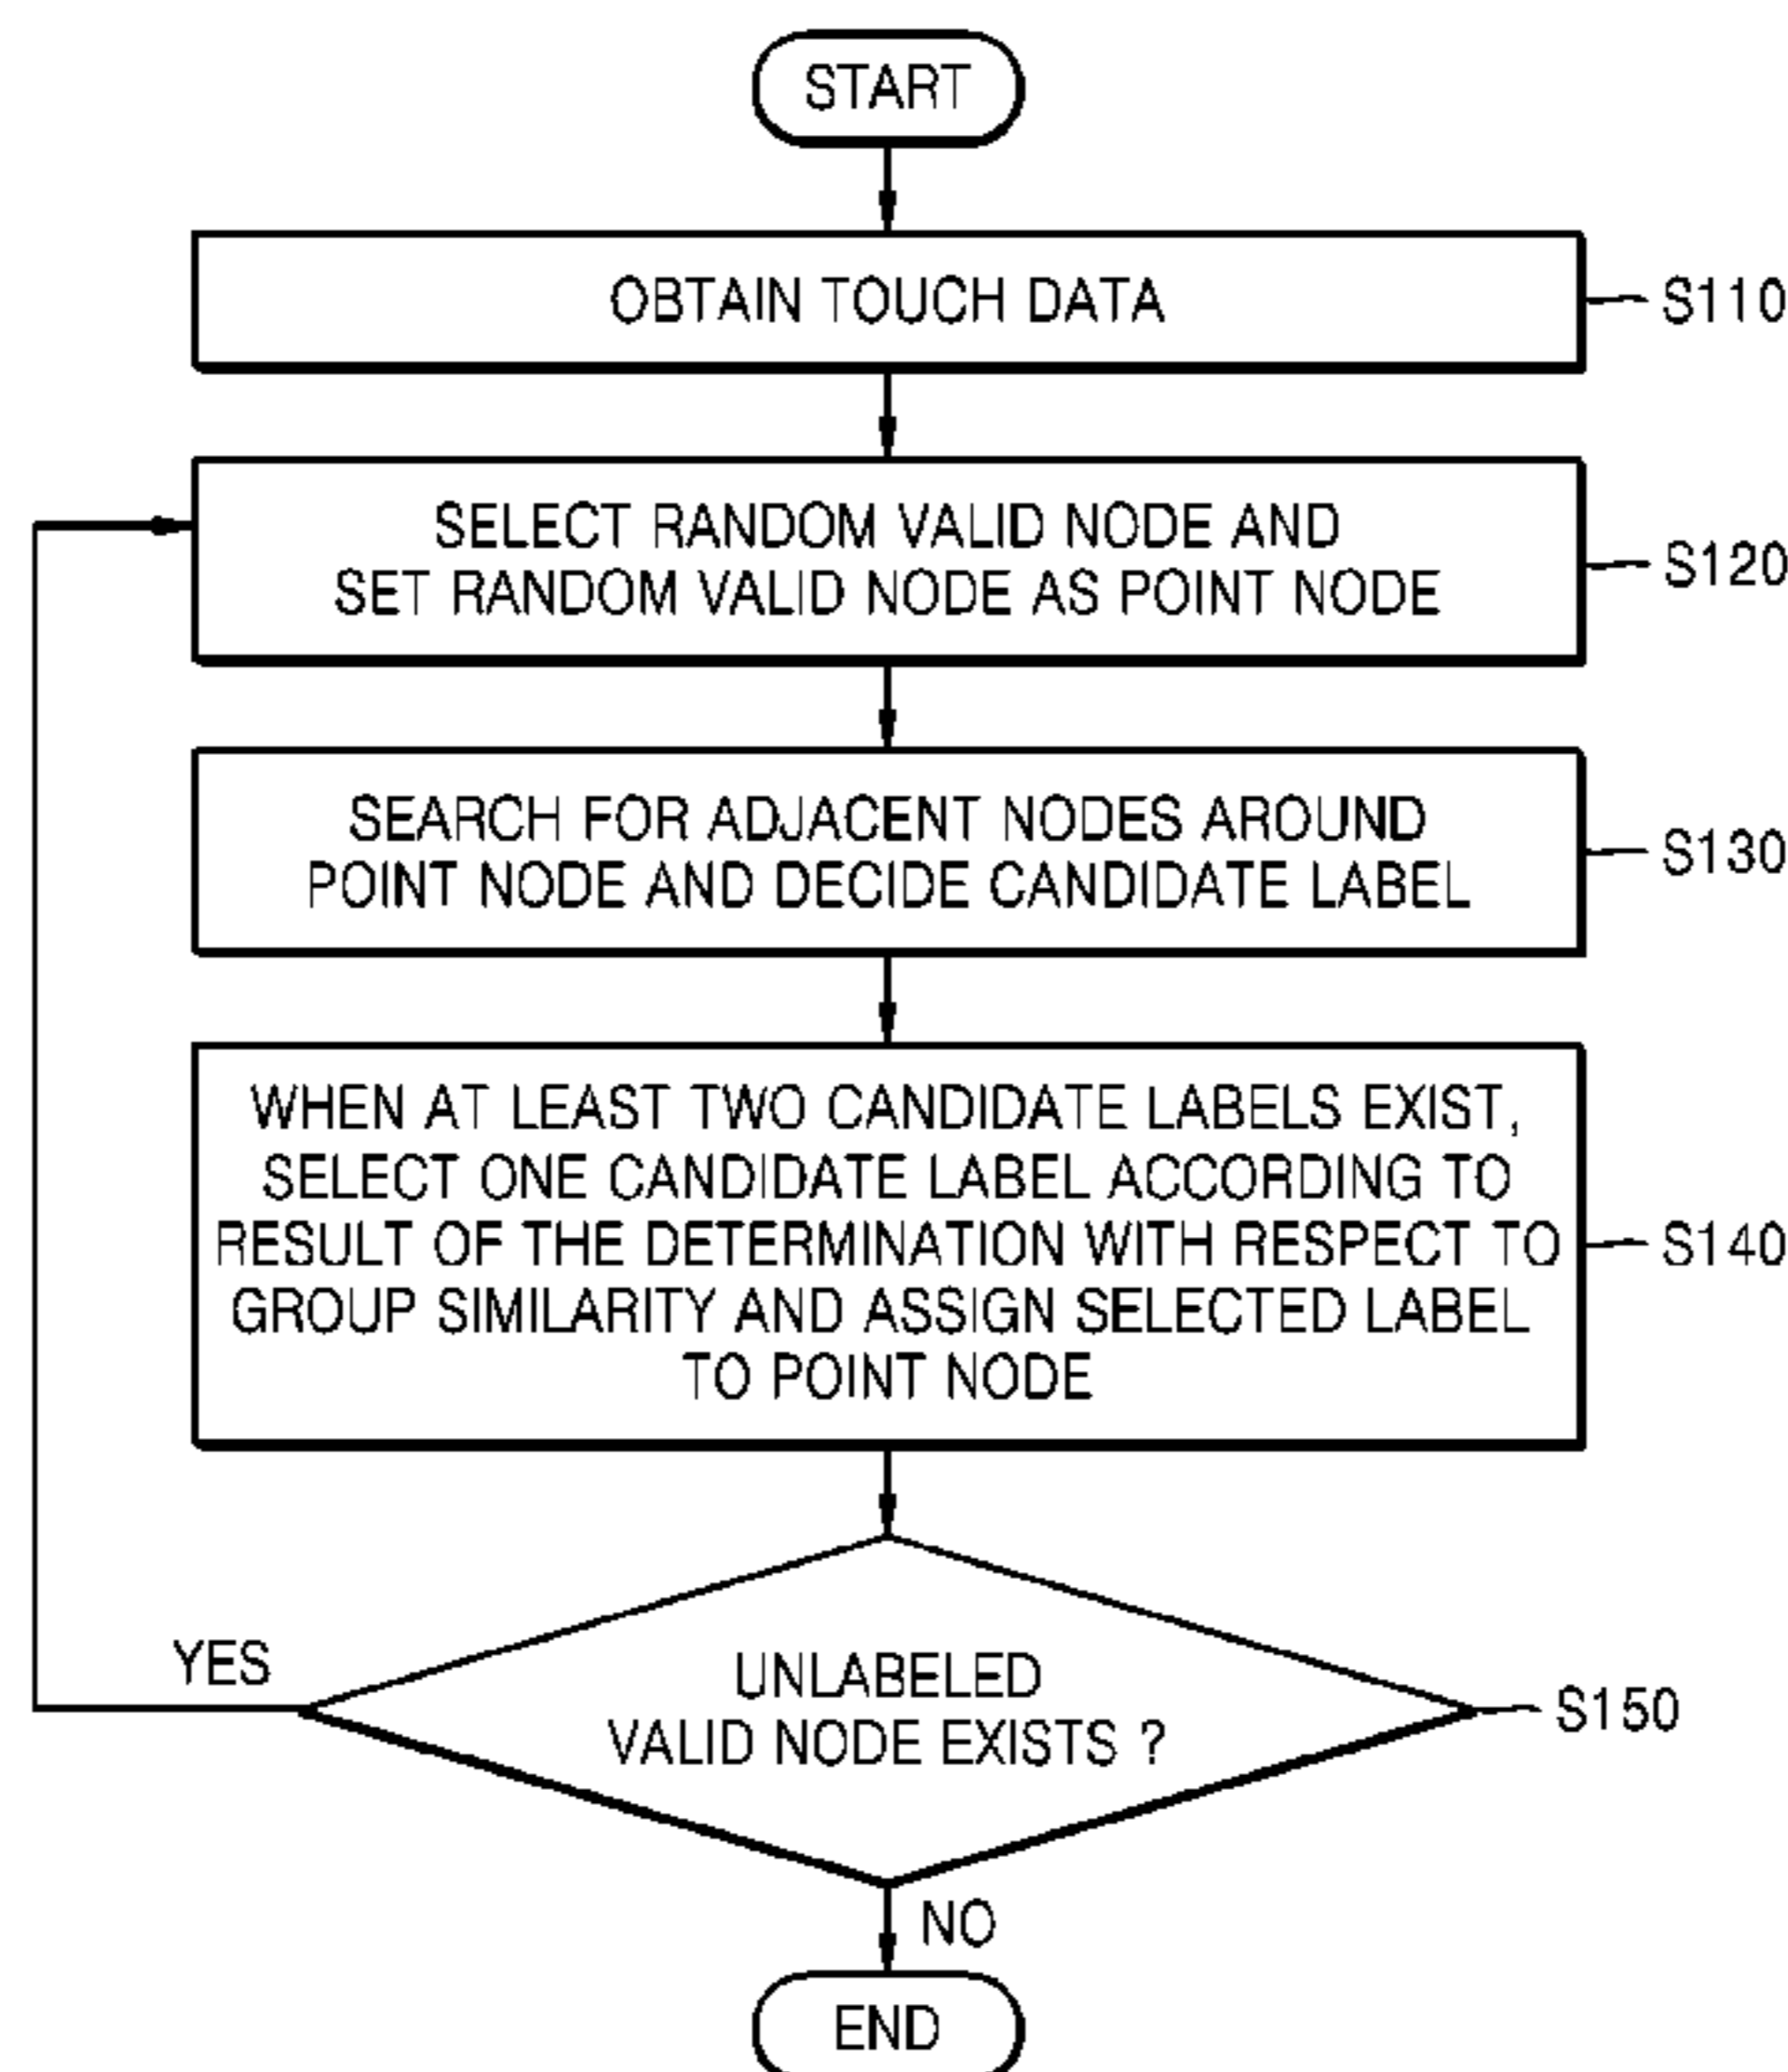 START
OBTAIN TOUCH DATA
S110
SELECT RANDOM VALID NODE AND
SET RANDOM VALID NODE AS POINT NODE
S120
SEARCH FOR ADJACENT NODES AROUND
POINT NODE AND DECIDE CANDIDATE LABEL
S130
WHEN AT LEAST TWO CANDIDATE LABELS EXIST,
SELECT ONE CANDIDATE LABEL ACCORDING TO
RESULT OF THE DETERMINATION WITH RESPECT TO
GROUP SIMILARITY AND ASSIGN SELECTED LABEL
TO POINT NODE
S140
YES
UNLABELED
VALID NODE EXISTS ?
S150
NO
END